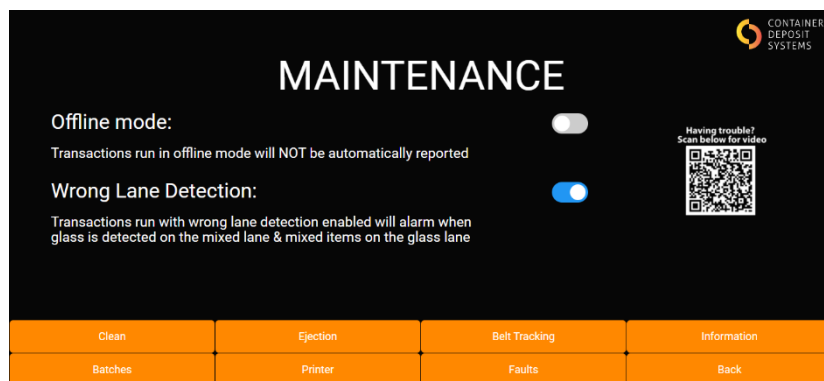 CONTAINER
DEPOSIT
SYSTEMS
MAINTENANCE
Offline mode:
Transactions run in offline mode will NOT be automatically reported
Having trouble?
Scan below for video
Wrong Lane Detection:
Transactions run with wrong lane detection enabled will alarm when
glass is detected on the mixed lane & mixed items on the glass lane
Clean
Ejection
Belt Tracking
Information
Batches
Printer
Faults
Back